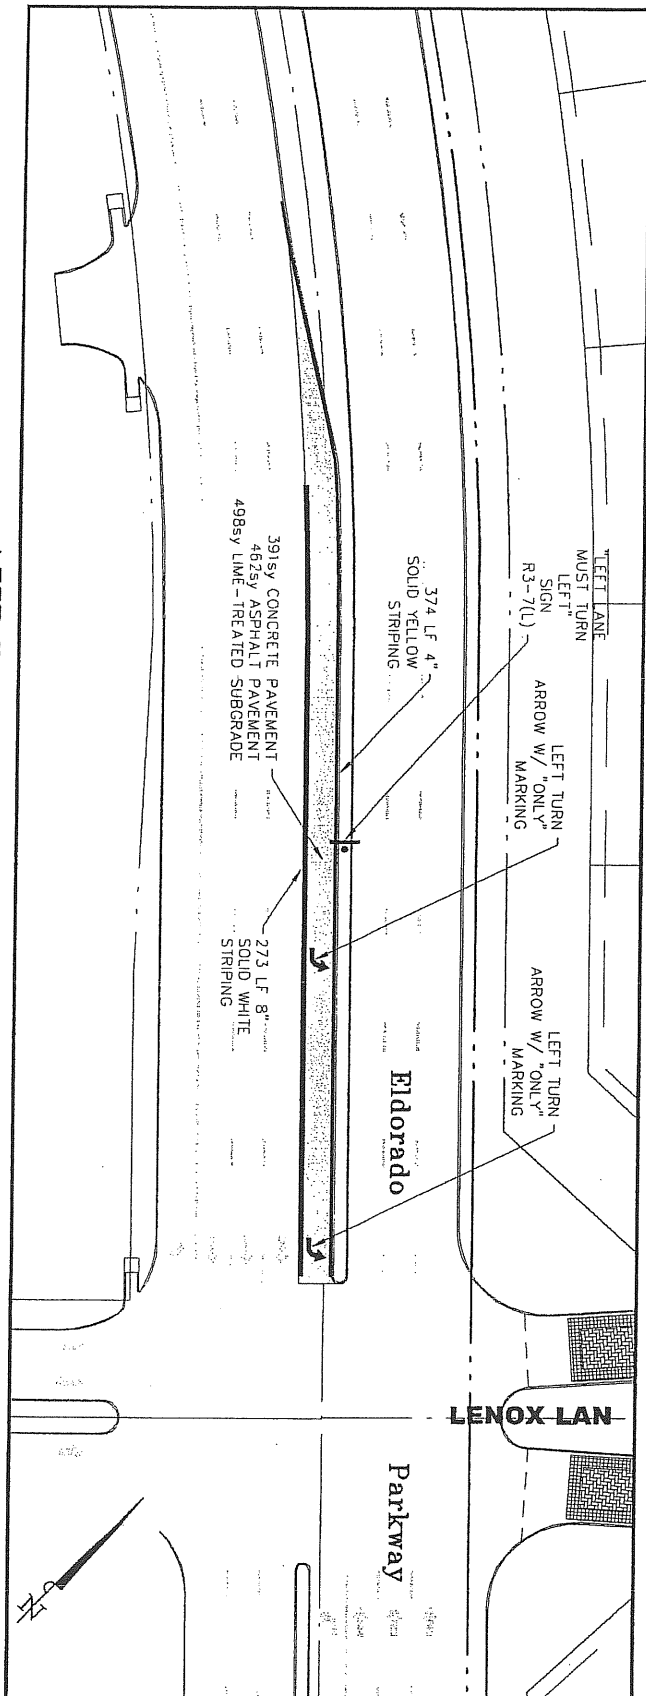 "LEFT LANE
MUST TURN
LEFT"
SIGN
R3-7(L)
LEFT TURN
ARROW W/ "ONLY"
MARKING
LEFT TURN
ARROW W/ "ONLY"
MARKING
374 LF 4"
SOLID YELLOW
STRIPING
391sy CONCRETE PAVEMENT
462sy ASPHALT PAVEMENT
498sy LIME-TREATED SUBGRADE
273 LF 8"
SOLID WHITE
STRIPING
Eldorado
Parkway
LENOX LAN
N